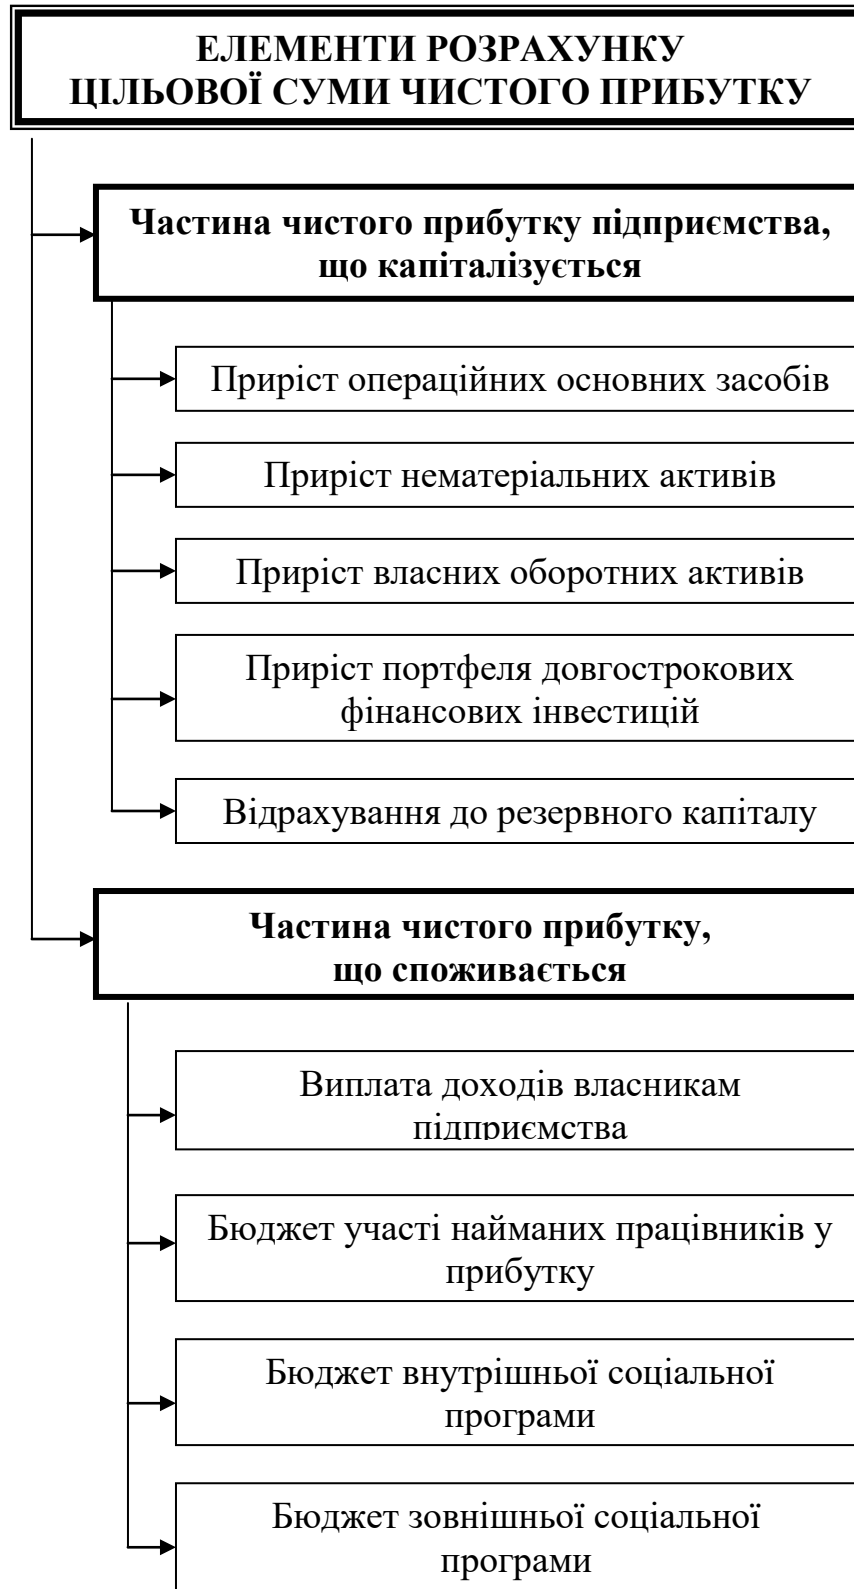 ЕЛЕМЕНТИ РОЗРАХУНКУ
ЦІЛЬОВОЇ СУМИ ЧИСТОГО ПРИБУТКУ
Частина чистого прибутку підприємства,
що капіталізується
Приріст операційних основних засобів
Приріст нематеріальних активів
Приріст власних оборотних активів
Приріст портфеля довгострокових
фінансових інвестицій
Відрахування до резервного капіталу
Частина чистого прибутку,
що споживається
Виплата доходів власникам
підприємства
Бюджет участі найманих працівників у
прибутку
Бюджет внутрішньої соціальної
програми
Бюджет зовнішньої соціальної
програми